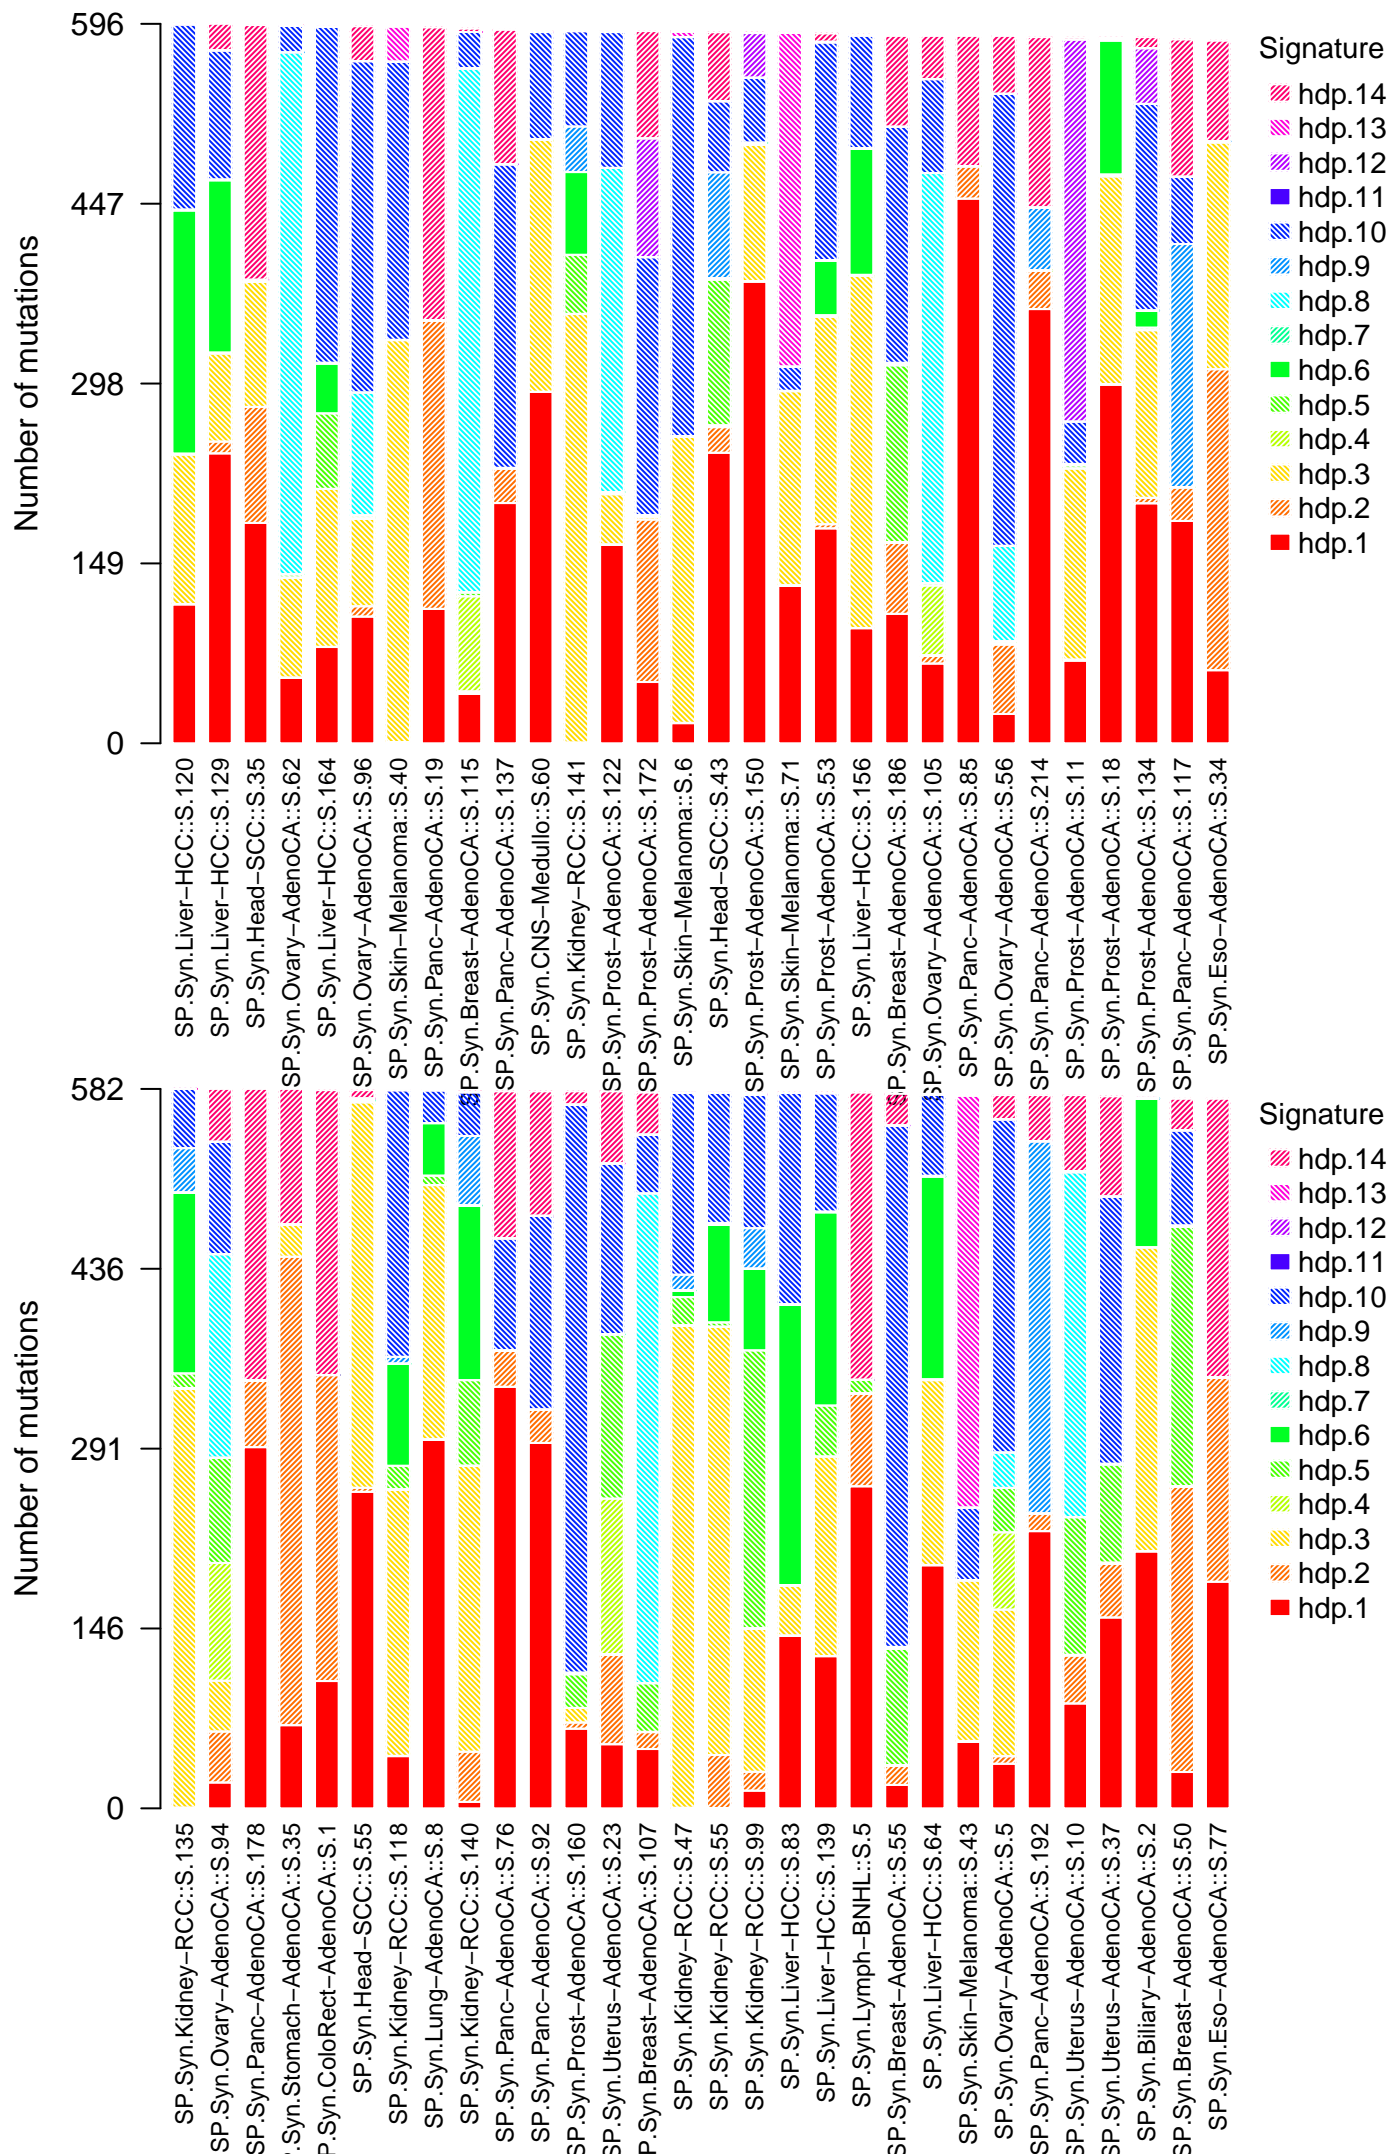 Number of mutations
596
447
298
149
0
Signature
hdp.14
hdp.13
hdp.12
hdp.11
hdp.10
hdp.9
hdp.8
hdp.7
hdp.6
hdp.5
hdp.4
hdp.3
hdp.2
hdp.1
SP.Syn.Liver−HCC::S.120
SP.Syn.Liver−HCC::S.129
SP.Syn.Head−SCC::S.35
SP.Syn.Ovary−AdenoCA::S.62
SP.Syn.Liver−HCC::S.164
SP.Syn.Ovary−AdenoCA::S.96
SP.Syn.Skin−Melanoma::S.40
SP.Syn.Panc−AdenoCA::S.19
SP.Syn.Breast−AdenoCA::S.115
SP.Syn.Panc−AdenoCA::S.137
SP.Syn.CNS−Medullo::S.60
SP.Syn.Kidney−RCC::S.141
SP.Syn.Prost−AdenoCA::S.122
SP.Syn.Prost−AdenoCA::S.172
SP.Syn.Skin−Melanoma::S.6
SP.Syn.Head−SCC::S.43
SP.Syn.Prost−AdenoCA::S.150
SP.Syn.Skin−Melanoma::S.71
SP.Syn.Prost−AdenoCA::S.53
SP.Syn.Liver−HCC::S.156
SP.Syn.Breast−AdenoCA::S.186
SP.Syn.Ovary−AdenoCA::S.105
SP.Syn.Panc−AdenoCA::S.85
SP.Syn.Ovary−AdenoCA::S.56
SP.Syn.Panc−AdenoCA::S.214
SP.Syn.Prost−AdenoCA::S.11
SP.Syn.Prost−AdenoCA::S.18
SP.Syn.Prost−AdenoCA::S.134
SP.Syn.Panc−AdenoCA::S.117
SP.Syn.Eso−AdenoCA::S.34
Number of mutations
582
436
291
146
0
Signature
hdp.14
hdp.13
hdp.12
hdp.11
hdp.10
hdp.9
hdp.8
hdp.7
hdp.6
hdp.5
hdp.4
hdp.3
hdp.2
hdp.1
SP.Syn.Kidney−RCC::S.135
SP.Syn.Ovary−AdenoCA::S.94
SP.Syn.Panc−AdenoCA::S.178
P.Syn.Stomach−AdenoCA::S.35
SP.Syn.ColoRect−AdenoCA::S.1
SP.Syn.Head−SCC::S.55
SP.Syn.Kidney−RCC::S.118
SP.Syn.Lung−AdenoCA::S.8
SP.Syn.Kidney−RCC::S.140
SP.Syn.Panc−AdenoCA::S.76
SP.Syn.Panc−AdenoCA::S.92
SP.Syn.Prost−AdenoCA::S.160
SP.Syn.Uterus−AdenoCA::S.23
SP.Syn.Breast−AdenoCA::S.107
SP.Syn.Kidney−RCC::S.47
SP.Syn.Kidney−RCC::S.55
SP.Syn.Kidney−RCC::S.99
SP.Syn.Liver−HCC::S.83
SP.Syn.Liver−HCC::S.139
SP.Syn.Lymph−BNHL::S.5
SP.Syn.Breast−AdenoCA::S.55
SP.Syn.Liver−HCC::S.64
SP.Syn.Skin−Melanoma::S.43
SP.Syn.Ovary−AdenoCA::S.5
SP.Syn.Panc−AdenoCA::S.192
SP.Syn.Uterus−AdenoCA::S.10
SP.Syn.Uterus−AdenoCA::S.37
SP.Syn.Biliary−AdenoCA::S.2
SP.Syn.Breast−AdenoCA::S.50
SP.Syn.Eso−AdenoCA::S.77